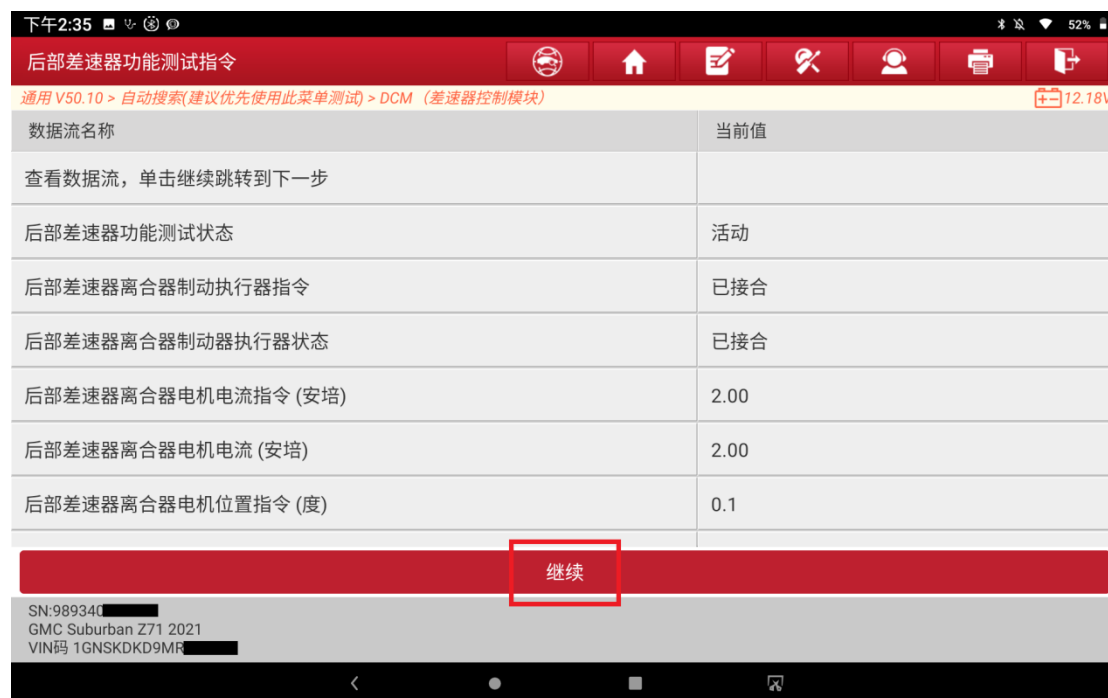 下午2:35
52%
后部差速器功能测试指令
通用 V50.10 > 自动搜索(建议优先使用此菜单测试) > DCM（差速器控制模块）
12.18V
数据流名称 当前值
查看数据流，单击继续跳转到下一步
后部差速器功能测试状态 活动
后部差速器离合器制动执行器指令 已接合
后部差速器离合器制动器执行器状态 已接合
后部差速器离合器电机电流指令 (安培) 2.00
后部差速器离合器电机电流 (安培) 2.00
后部差速器离合器电机位置指令 (度) 0.1
继续
SN:989340
GMC Suburban Z71 2021
VIN码 1GNSKDKD9MR